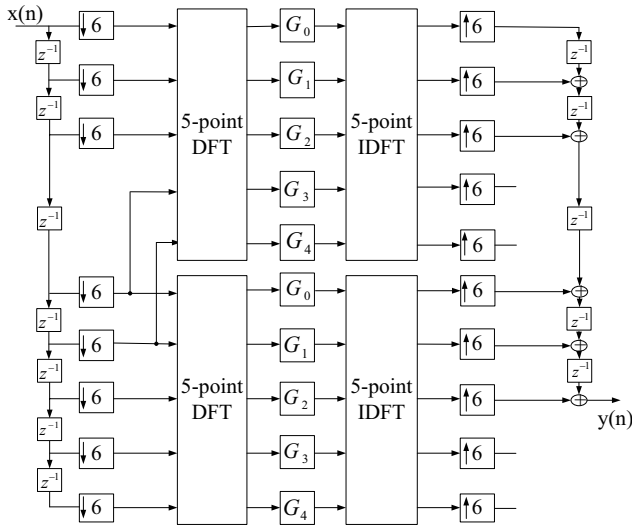 x(n)
↓6 G₀ ↑6
z⁻¹ z⁻¹
↓6 G₁ ↑6
z⁻¹ z⁻¹
5-point DFT 5-point IDFT
↓6 G₂ ↑6
z⁻¹ G₃ ↑6 z⁻¹
G₄ ↑6
↓6 G₀ ↑6
z⁻¹ z⁻¹
↓6 G₁ ↑6
z⁻¹ z⁻¹
5-point DFT 5-point IDFT
↓6 G₂ ↑6
y(n)
z⁻¹
↓6 G₃ ↑6
z⁻¹
↓6 G₄ ↑6